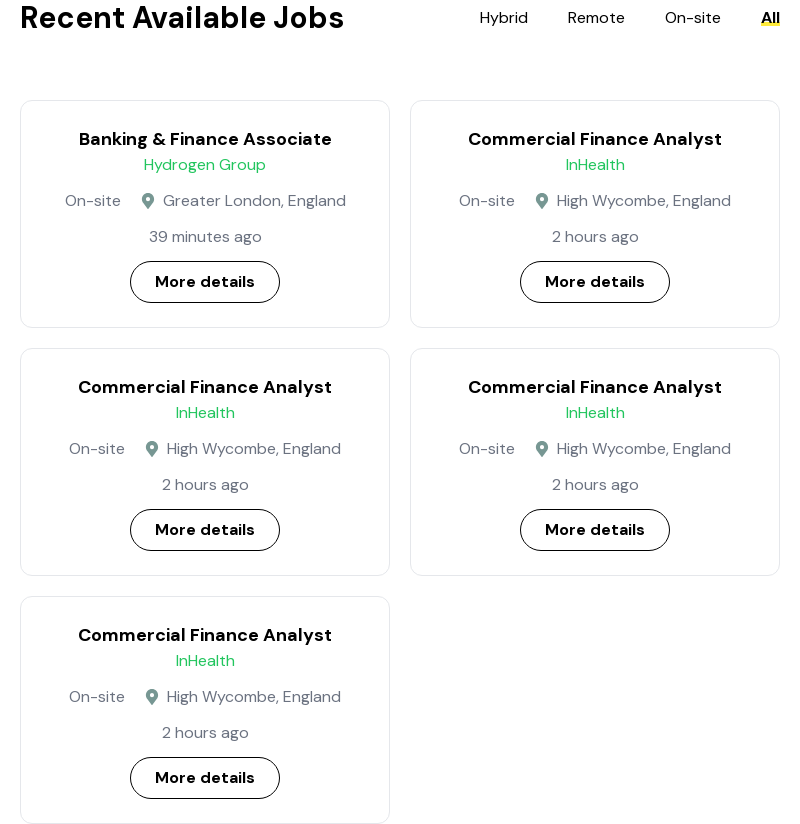 Recent Available Jobs
Hybrid Remote On-site All
Banking & Finance Associate
Hydrogen Group
On-site Greater London, England
39 minutes ago
More details
Commercial Finance Analyst
InHealth
On-site High Wycombe, England
2 hours ago
More details
Commercial Finance Analyst
InHealth
On-site High Wycombe, England
2 hours ago
More details
Commercial Finance Analyst
InHealth
On-site High Wycombe, England
2 hours ago
More details
Commercial Finance Analyst
InHealth
On-site High Wycombe, England
2 hours ago
More details